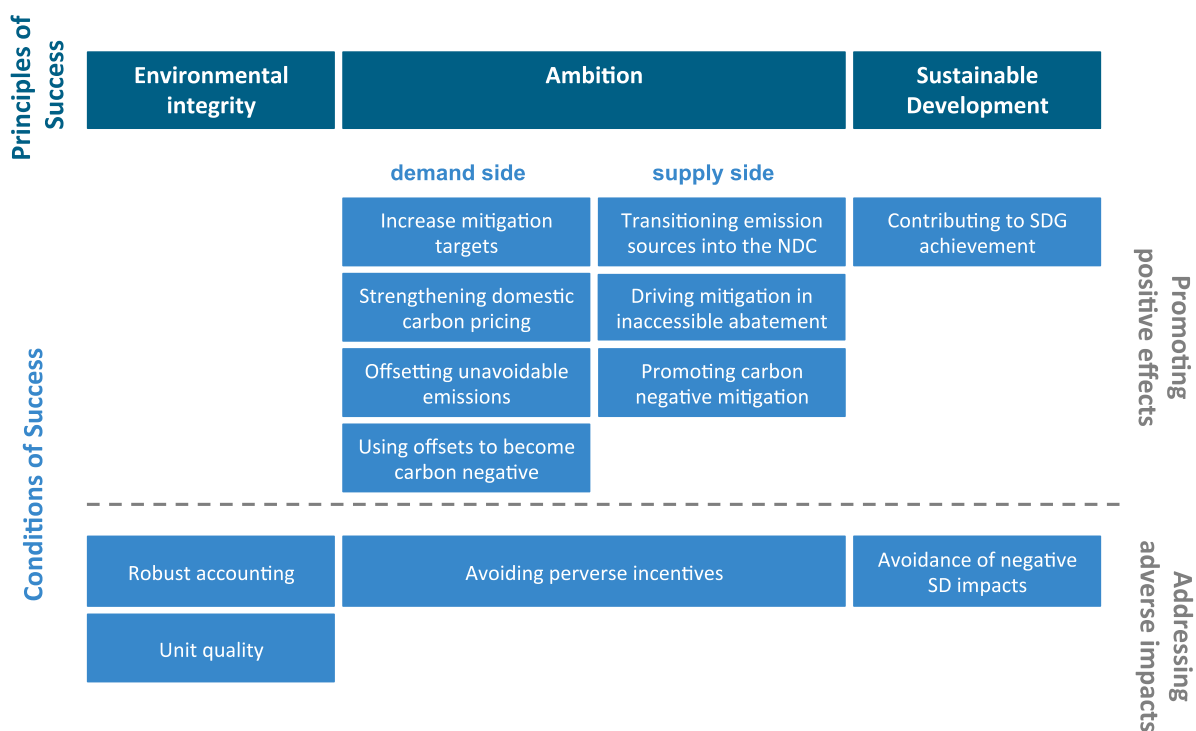 Principles of
Success
Environmental
integrity
Ambition
Sustainable
Development
demand side
supply side
Conditions of Success
Increase mitigation
targets
Transitioning emission
sources into the NDC
Contributing to SDG
achievement
Strengthening domestic
carbon pricing
Driving mitigation in
inaccessible abatement
Offsetting unavoidable
emissions
Promoting carbon
negative mitigation
Using offsets to become
carbon negative
Promoting
positive effects
Robust accounting
Avoiding perverse incentives
Avoidance of negative
SD impacts
Unit quality
Addressing
adverse impacts